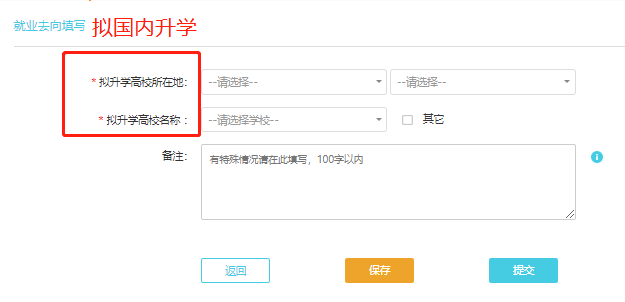 就业去向填写 拟国内升学
* 拟升学高校所在地: --请选择-- --请选择--
* 拟升学高校名称 : --请选择学校-- 其它
备注: 有特殊情况请在此填写，100字以内
返回 保存 提交